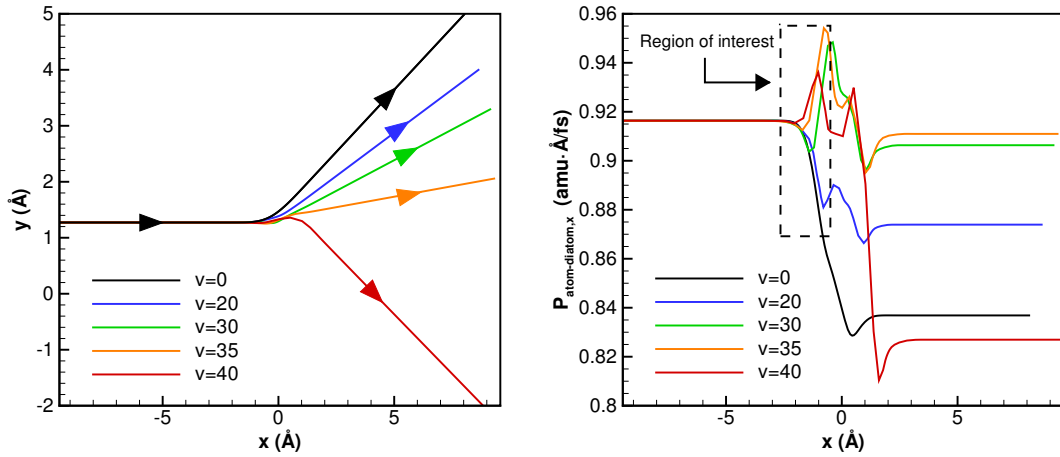 5
4
3
2
1
0
-1
-2
-5
0
5
y (Å)
x (Å)
v=0
v=20
v=30
v=35
v=40
0.96
0.94
0.92
0.9
0.88
0.86
0.84
0.82
0.8
-5
0
5
P_atom-diatom,x (amu·Å/fs)
x (Å)
Region of interest
v=0
v=20
v=30
v=35
v=40